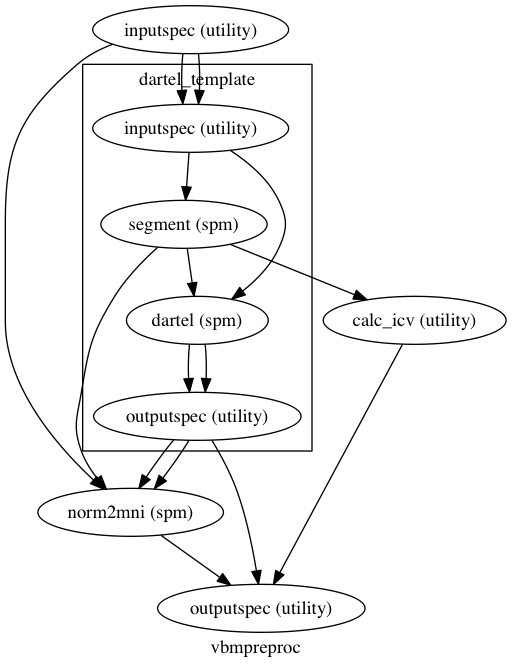 inputspec (utility)
dartel_template
inputspec (utility)
segment (spm)
dartel (spm)
calc_icv (utility)
outputspec (utility)
norm2mni (spm)
outputspec (utility)
vbmpreproc